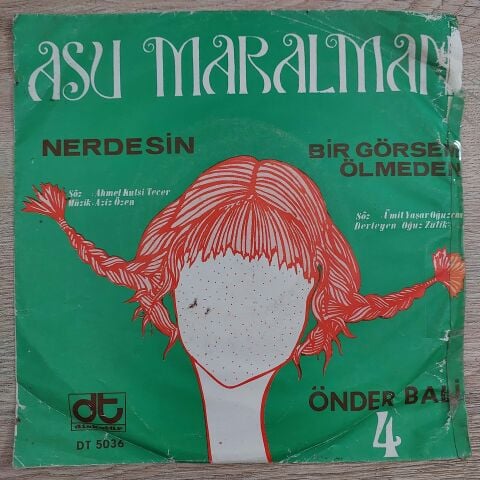 ASU MARALMAN
NERDESİN
Söz : Ahmet Kutsi Tecer
Müzik : Aziz Özen
BİR GÖRSEM
ÖLMEDEN
Söz : Ümit Yaşar Oğuzcan
Derleyen Oğuz
ÖNDER BALİ
4
dt
diskotür
DT 5036